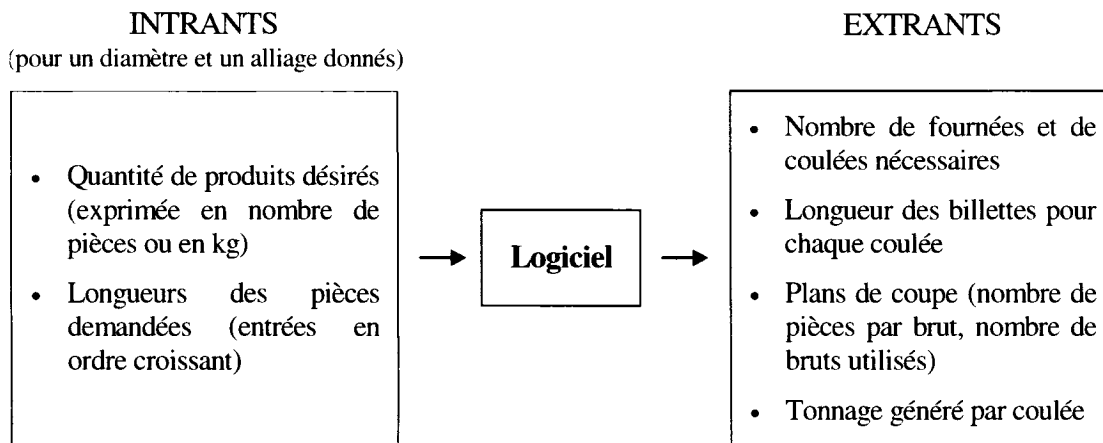 INTRANTS
(pour un diamètre et un alliage donnés)
• Quantité de produits désirés
(exprimée en nombre de
pièces ou en kg)
• Longueurs des pièces
demandées (entrées en
ordre croissant)
Logiciel
EXTRANTS
• Nombre de fournées et de
coulées nécessaires
• Longueur des billettes pour
chaque coulée
• Plans de coupe (nombre de
pièces par brut, nombre de
bruts utilisés)
• Tonnage généré par coulée